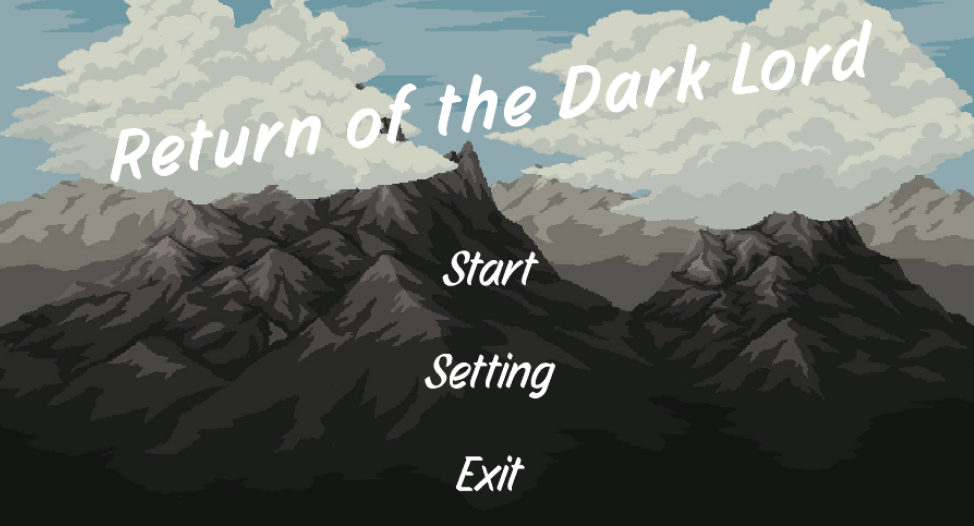 Return of the Dark Lord
Start
Setting
Exit